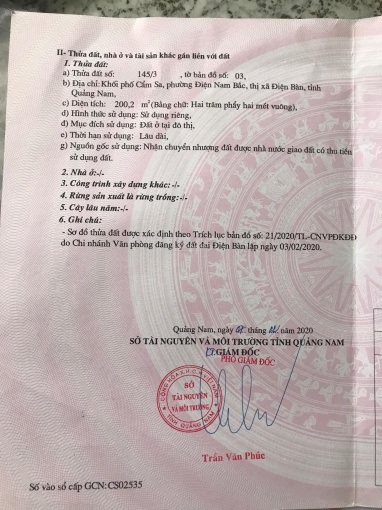 II- Thửa đất, nhà ở và tài sản khác gắn liền với đất
1. Thửa đất:
a) Thửa đất số: 145/3 , tờ bản đồ số: 03,
b) Địa chỉ: Khối phố Cẩm Sa, phường Điện Nam Bắc, thị xã Điện Bàn, tỉnh
Quảng Nam,
c) Diện tích: 200,2 m² (Bằng chữ: Hai trăm phẩy hai mét vuông),
d) Hình thức sử dụng: Sử dụng riêng,
đ) Mục đích sử dụng: Đất ở tại đô thị,
e) Thời hạn sử dụng: Lâu dài,
g) Nguồn gốc sử dụng: Nhận chuyển nhượng đất được nhà nước giao đất có thu tiền
sử dụng đất.
2. Nhà ở:-/-
3. Công trình xây dựng khác: -/-
4. Rừng sản xuất là rừng trồng:-/-
5. Cây lâu năm:-/-
6. Ghi chú:
- Sơ đồ thửa đất được xác định theo Trích lục bản đồ số: 21/2020/TL-CNVPĐKĐĐ
do Chi nhánh Văn phòng đăng ký đất đai Điện Bàn lập ngày 03/02/2020.
Quảng Nam, ngày tháng năm 2020
SỞ TÀI NGUYÊN VÀ MÔI TRƯỜNG TỈNH QUẢNG NAM
GIÁM ĐỐC
PHÓ GIÁM ĐỐC
CỘNG HÒA X.H.C.N VIỆT NAM
SỞ
TÀI NGUYÊN
VÀ MÔI TRƯỜNG
TỈNH QUẢNG NAM
Trần Văn Phúc
Số vào sổ cấp GCN: CS02535